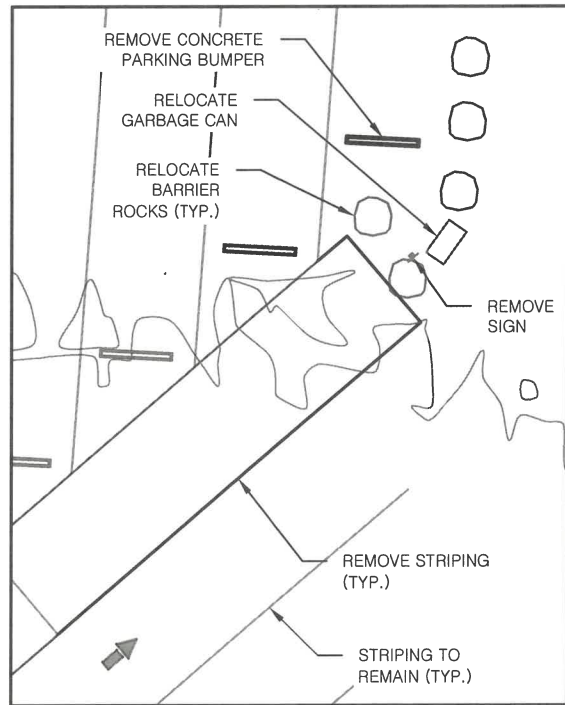 REMOVE CONCRETE
PARKING BUMPER
RELOCATE
GARBAGE CAN
RELOCATE
BARRIER
ROCKS (TYP.)
REMOVE
SIGN
REMOVE STRIPING
(TYP.)
STRIPING TO
REMAIN (TYP.)